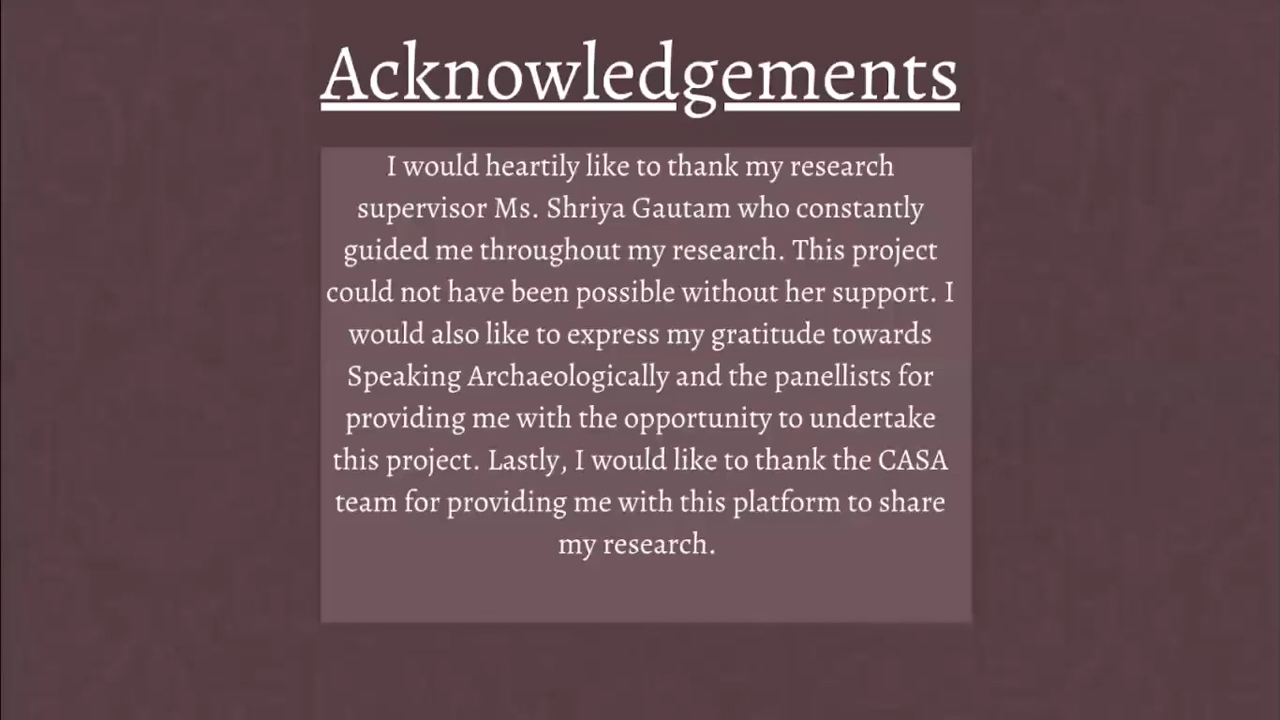 Acknowledgements
I would heartily like to thank my research
supervisor Ms. Shriya Gautam who constantly
guided me throughout my research. This project
could not have been possible without her support. I
would also like to express my gratitude towards
Speaking Archaeologically and the panellists for
providing me with the opportunity to undertake
this project. Lastly, I would like to thank the CASA
team for providing me with this platform to share
my research.